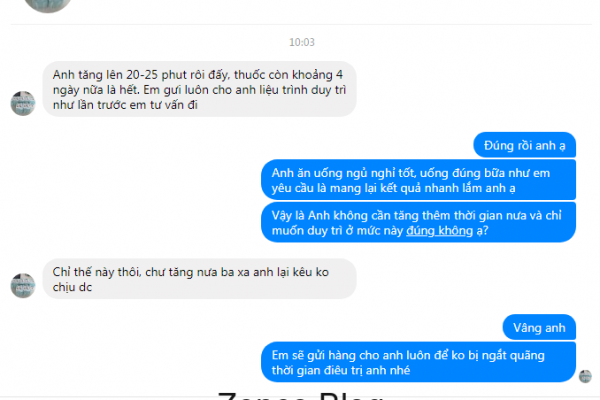 10:03
Anh tăng lên 20-25 phut rôi đấy, thuốc còn khoảng 4
ngày nữa là hết. Em gưi luôn cho anh liệu trình duy trì
như lần trước em tư vấn đi
Đúng rồi anh ạ
Anh ăn uống ngủ nghỉ tốt, uống đúng bữa như em
yêu cầu là mang lại kết quả nhanh lắm anh ạ
Vậy là Anh không cần tăng thêm thời gian nưa và chỉ
muốn duy trì ở mức này đúng không ạ?
Chỉ thế này thôi, chư tăng nưa ba xa anh lại kêu ko
chịu dc
Vâng anh
Em sẽ gửi hàng cho anh luôn để ko bị ngắt quãng
thời gian điêu trị anh nhé